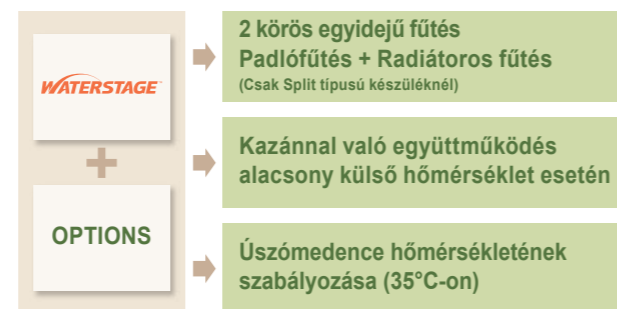 WATERSTAGE™
+
OPTIONS
2 körös egyidejű fűtés
Padlófűtés + Radiátoros fűtés
(Csak Split típusú készüléknél)
Kazánnal való együttműködés
alacsony külső hőmérséklet esetén
Úszómedence hőmérsékletének
szabályozása (35°C-on)